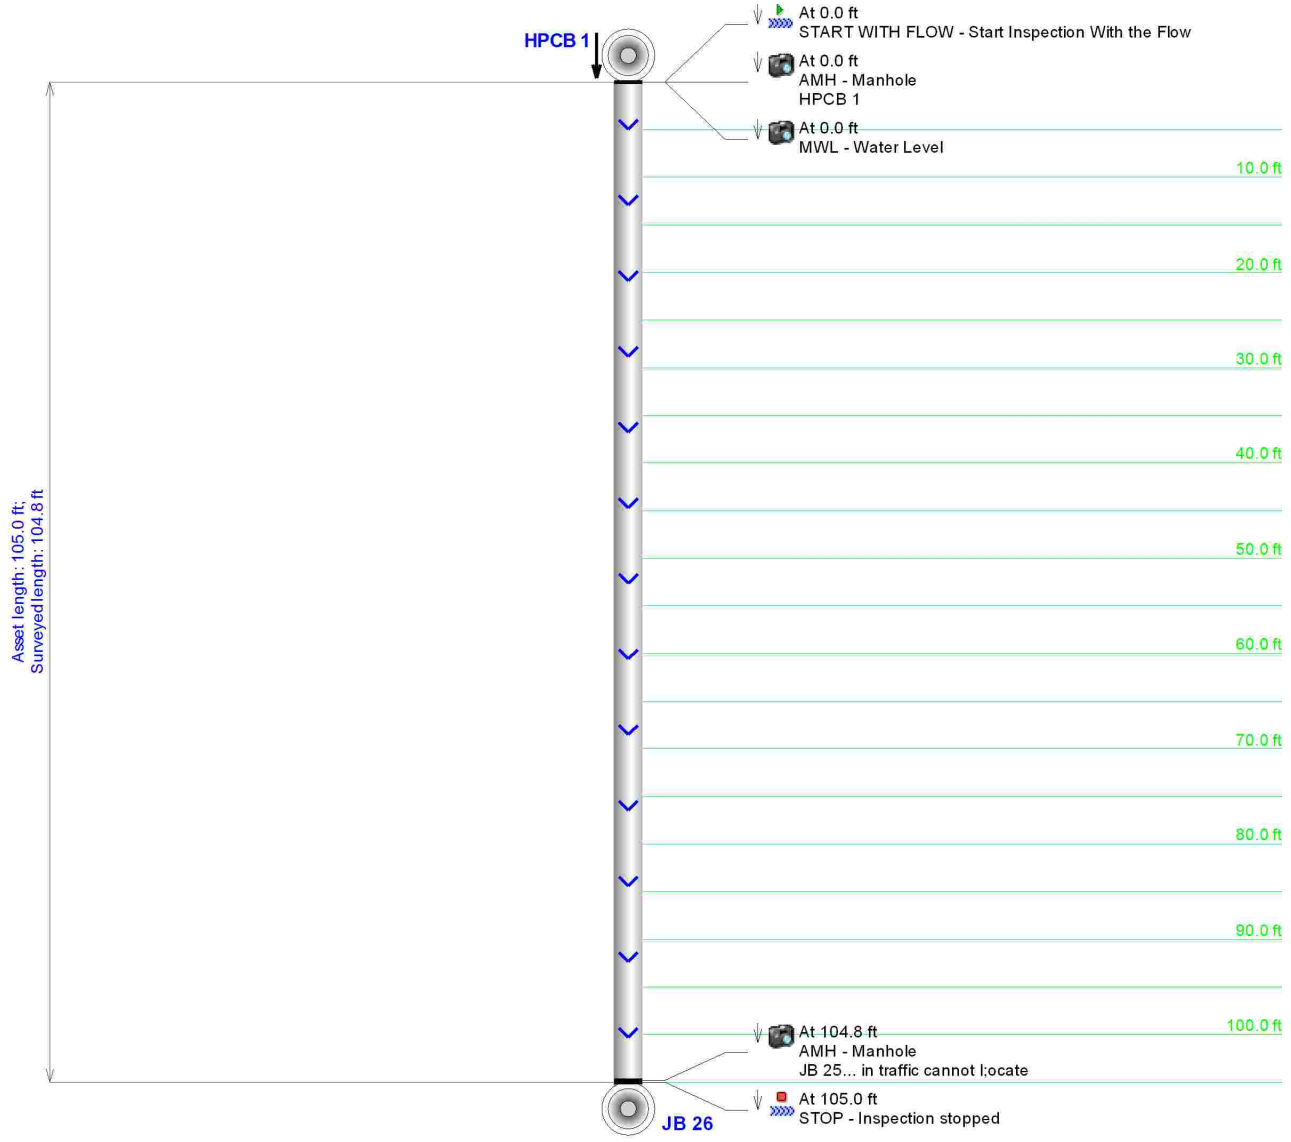 At 0.0 ft
START WITH FLOW - Start Inspection With the Flow
HPCB 1
At 0.0 ft
AMH - Manhole
HPCB 1
At 0.0 ft
MWL - Water Level
10.0 ft
20.0 ft
30.0 ft
40.0 ft
50.0 ft
Asset length: 105.0 ft;
Surveyed length: 104.8 ft
60.0 ft
70.0 ft
80.0 ft
90.0 ft
100.0 ft
At 104.8 ft
AMH - Manhole
JB 25... in traffic cannot l;ocate
At 105.0 ft
STOP - Inspection stopped
JB 26